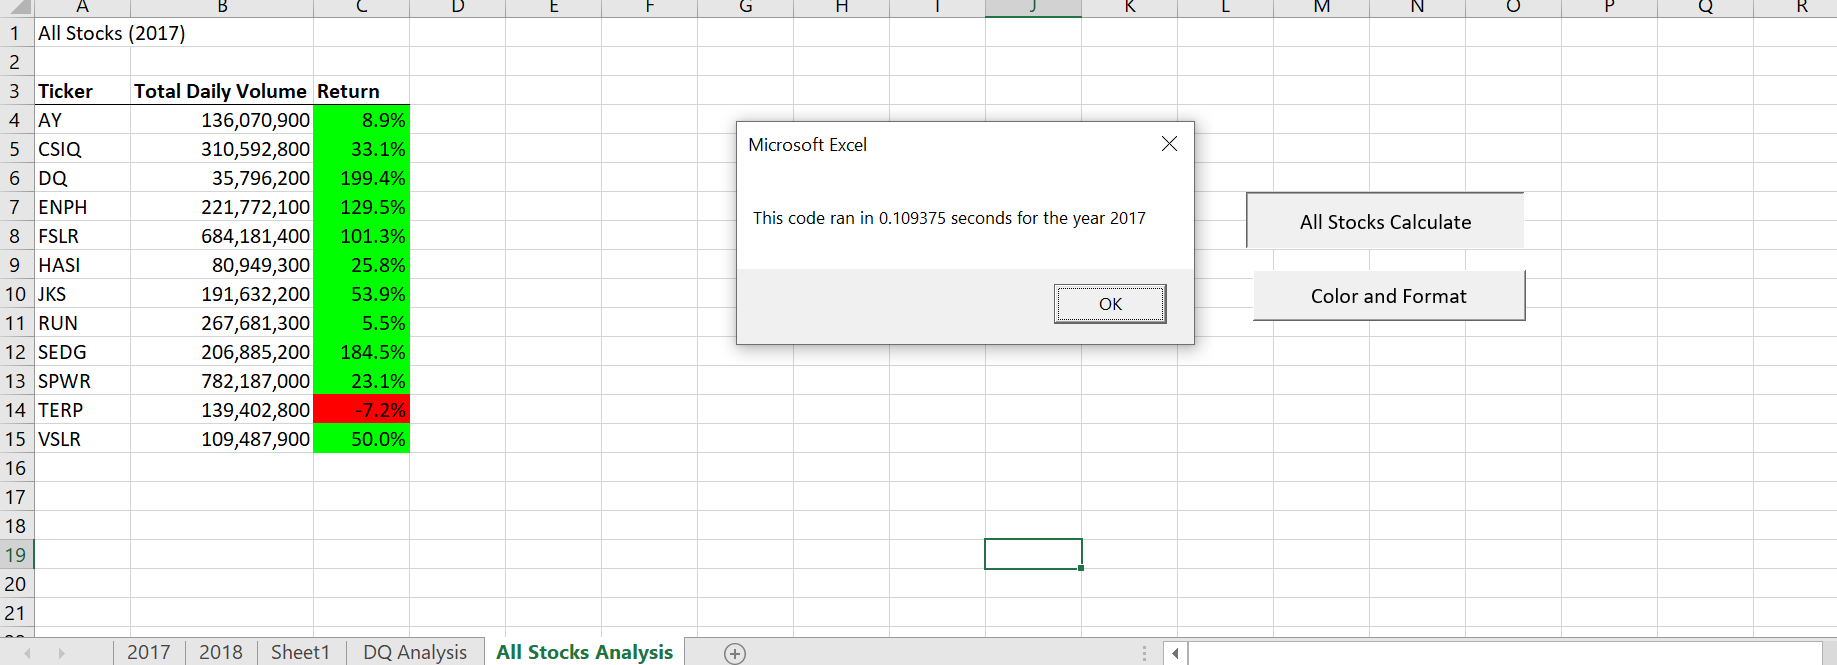 A B C D E F G H I J K L M N O P Q R
1 All Stocks (2017)
2
3 Ticker Total Daily Volume Return
4 AY 136,070,900 8.9%
5 CSIQ 310,592,800 33.1%
6 DQ 35,796,200 199.4%
7 ENPH 221,772,100 129.5%
8 FSLR 684,181,400 101.3%
9 HASI 80,949,300 25.8%
10 JKS 191,632,200 53.9%
11 RUN 267,681,300 5.5%
12 SEDG 206,885,200 184.5%
13 SPWR 782,187,000 23.1%
14 TERP 139,402,800 -7.2%
15 VSLR 109,487,900 50.0%
16
17
18
19
20
21
Microsoft Excel
This code ran in 0.109375 seconds for the year 2017
OK
All Stocks Calculate
Color and Format
2017 2018 Sheet1 DQ Analysis All Stocks Analysis